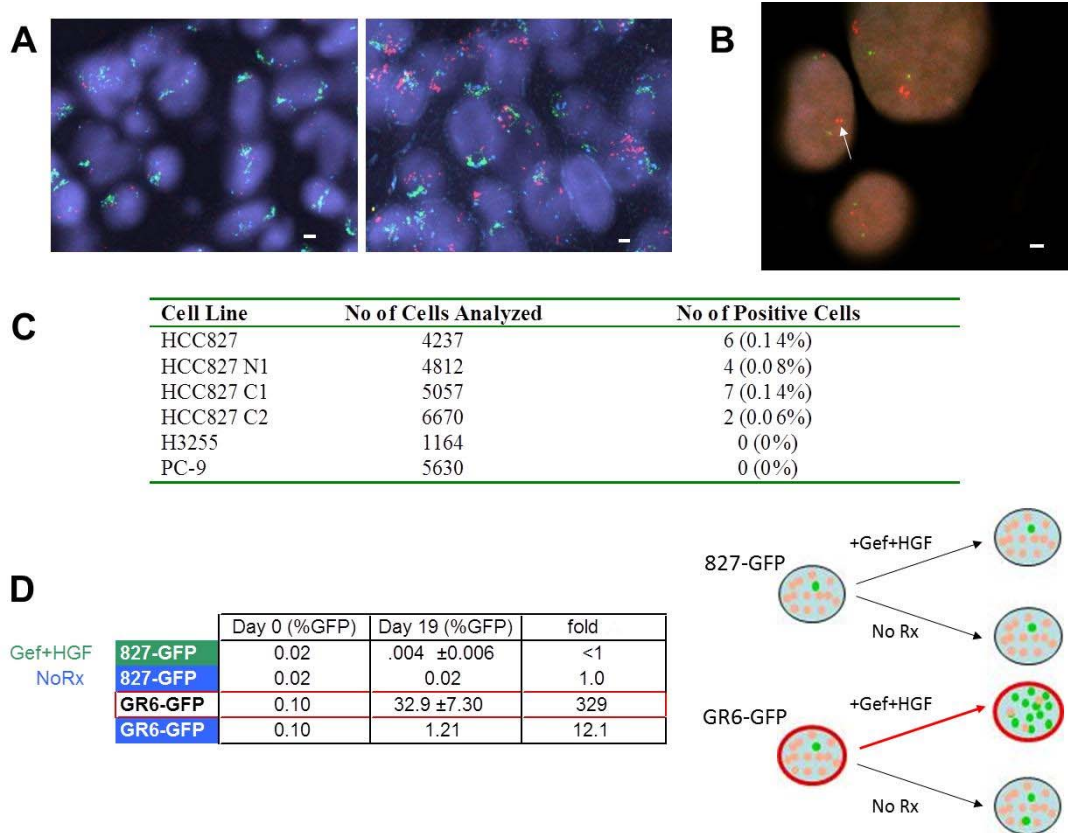 A
B
C
Cell Line No of Cells Analyzed No of Positive Cells
HCC827 4237 6 (0.14%)
HCC827 N1 4812 4 (0.08%)
HCC827 C1 5057 7 (0.14%)
HCC827 C2 6670 2 (0.06%)
H3255 1164 0 (0%)
PC-9 5630 0 (0%)
D
Day 0 (%GFP) Day 19 (%GFP) fold
Gef+HGF 827-GFP 0.02 .004 ±0.006 <1
NoRx 827-GFP 0.02 0.02 1.0
GR6-GFP 0.10 32.9 ±7.30 329
GR6-GFP 0.10 1.21 12.1
827-GFP
+Gef+HGF
No Rx
GR6-GFP
+Gef+HGF
No Rx